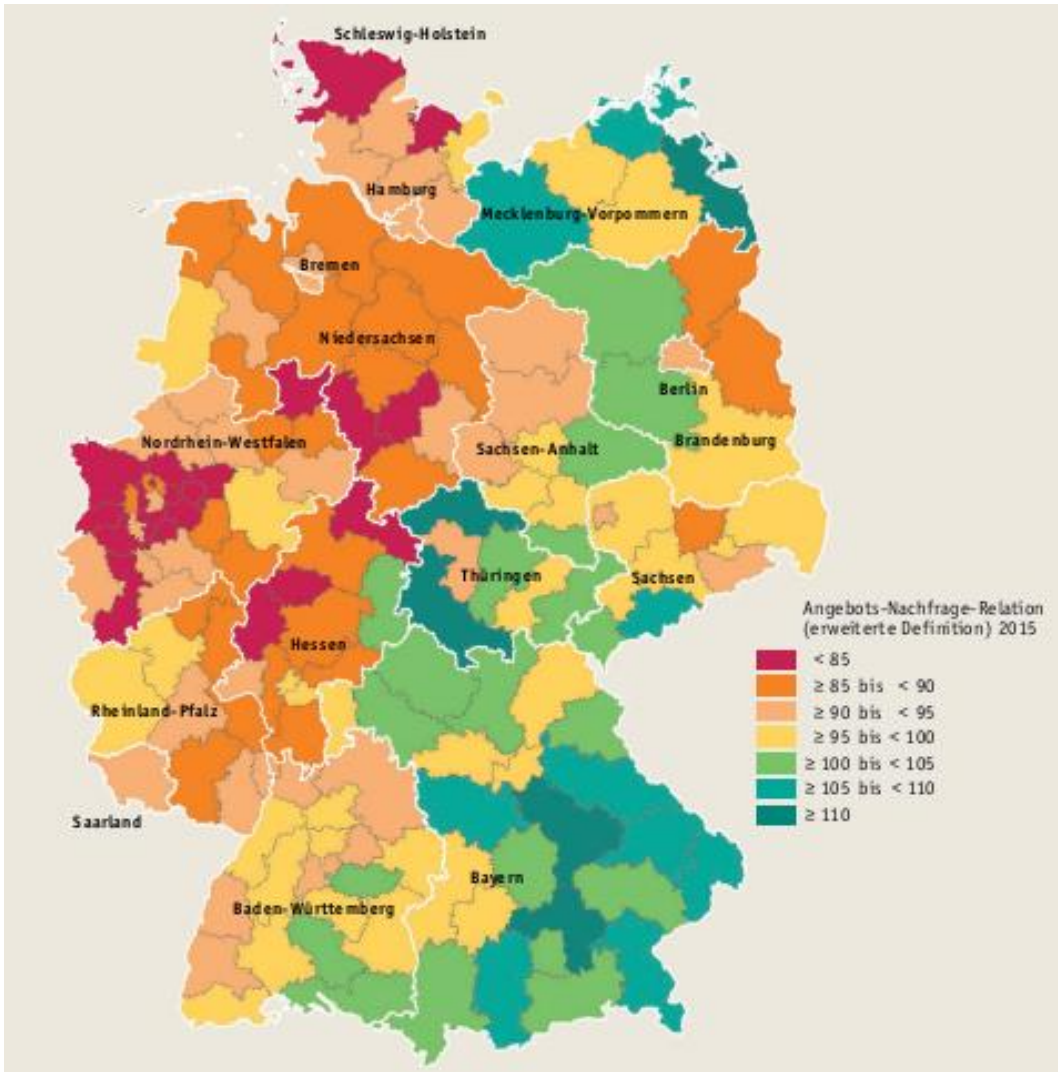 Schleswig-Holstein
Hamburg
Mecklenburg-Vorpommern
Bremen
Niedersachsen
Berlin
Nordrhein-Westfalen
Sachsen-Anhalt
Brandenburg
Thüringen
Sachsen
Hessen
Rheinland-Pfalz
Saarland
Bayern
Baden-Württemberg
Angebots-Nachfrage-Relation
(erweiterte Definition) 2015
< 85
≥ 85 bis < 90
≥ 90 bis < 95
≥ 95 bis < 100
≥ 100 bis < 105
≥ 105 bis < 110
≥ 110